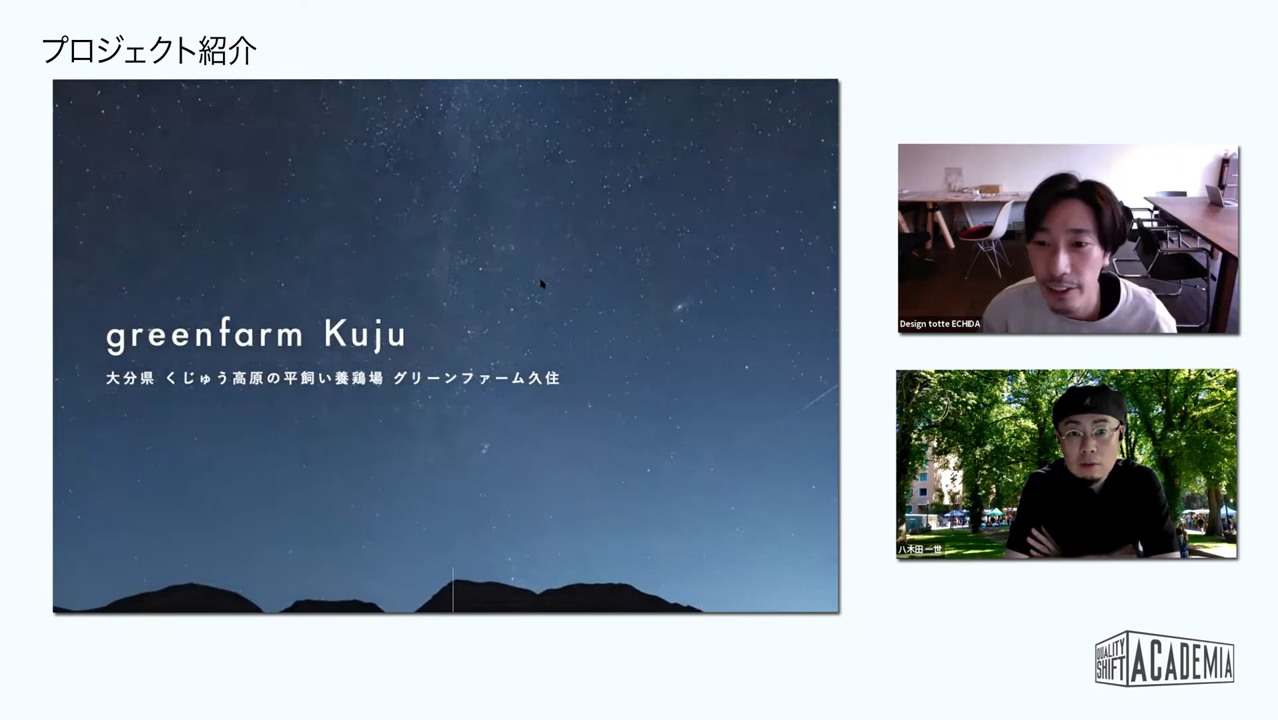 プロジェクト紹介
greenfarm Kuju
大分県 くじゅう高原の平飼い養鶏場 グリーンファーム久住
Design totte ECHIDA
八木田 一世
QUALITY
SHIFT
ACADEMIA